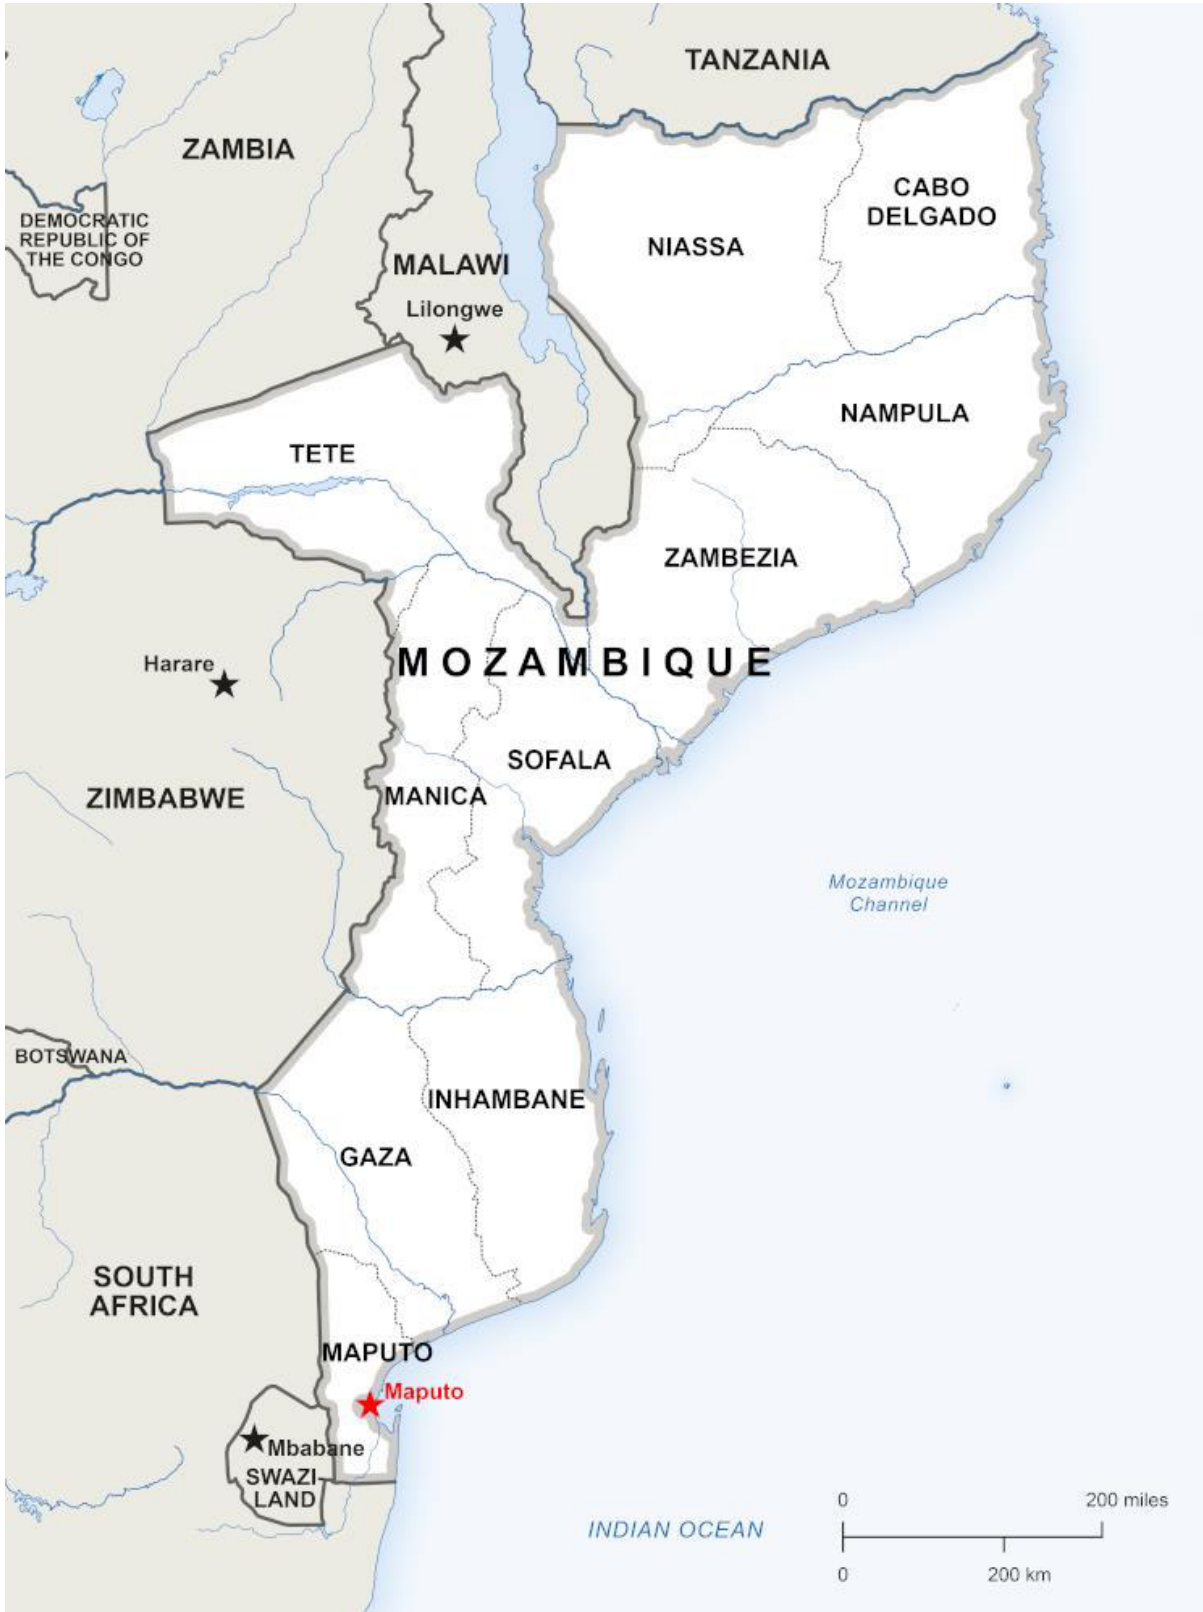 TANZANIA
ZAMBIA
CABO
DELGADO
DEMOCRATIC
REPUBLIC OF
THE CONGO
NIASSA
MALAWI
Lilongwe
NAMPULA
TETE
ZAMBEZIA
MOZAMBIQUE
Harare
SOFALA
MANICA
ZIMBABWE
Mozambique
Channel
BOTSWANA
INHAMBANE
GAZA
SOUTH
AFRICA
MAPUTO
Maputo
Mbabane
SWAZI-
LAND
INDIAN OCEAN
0 200 miles
0 200 km